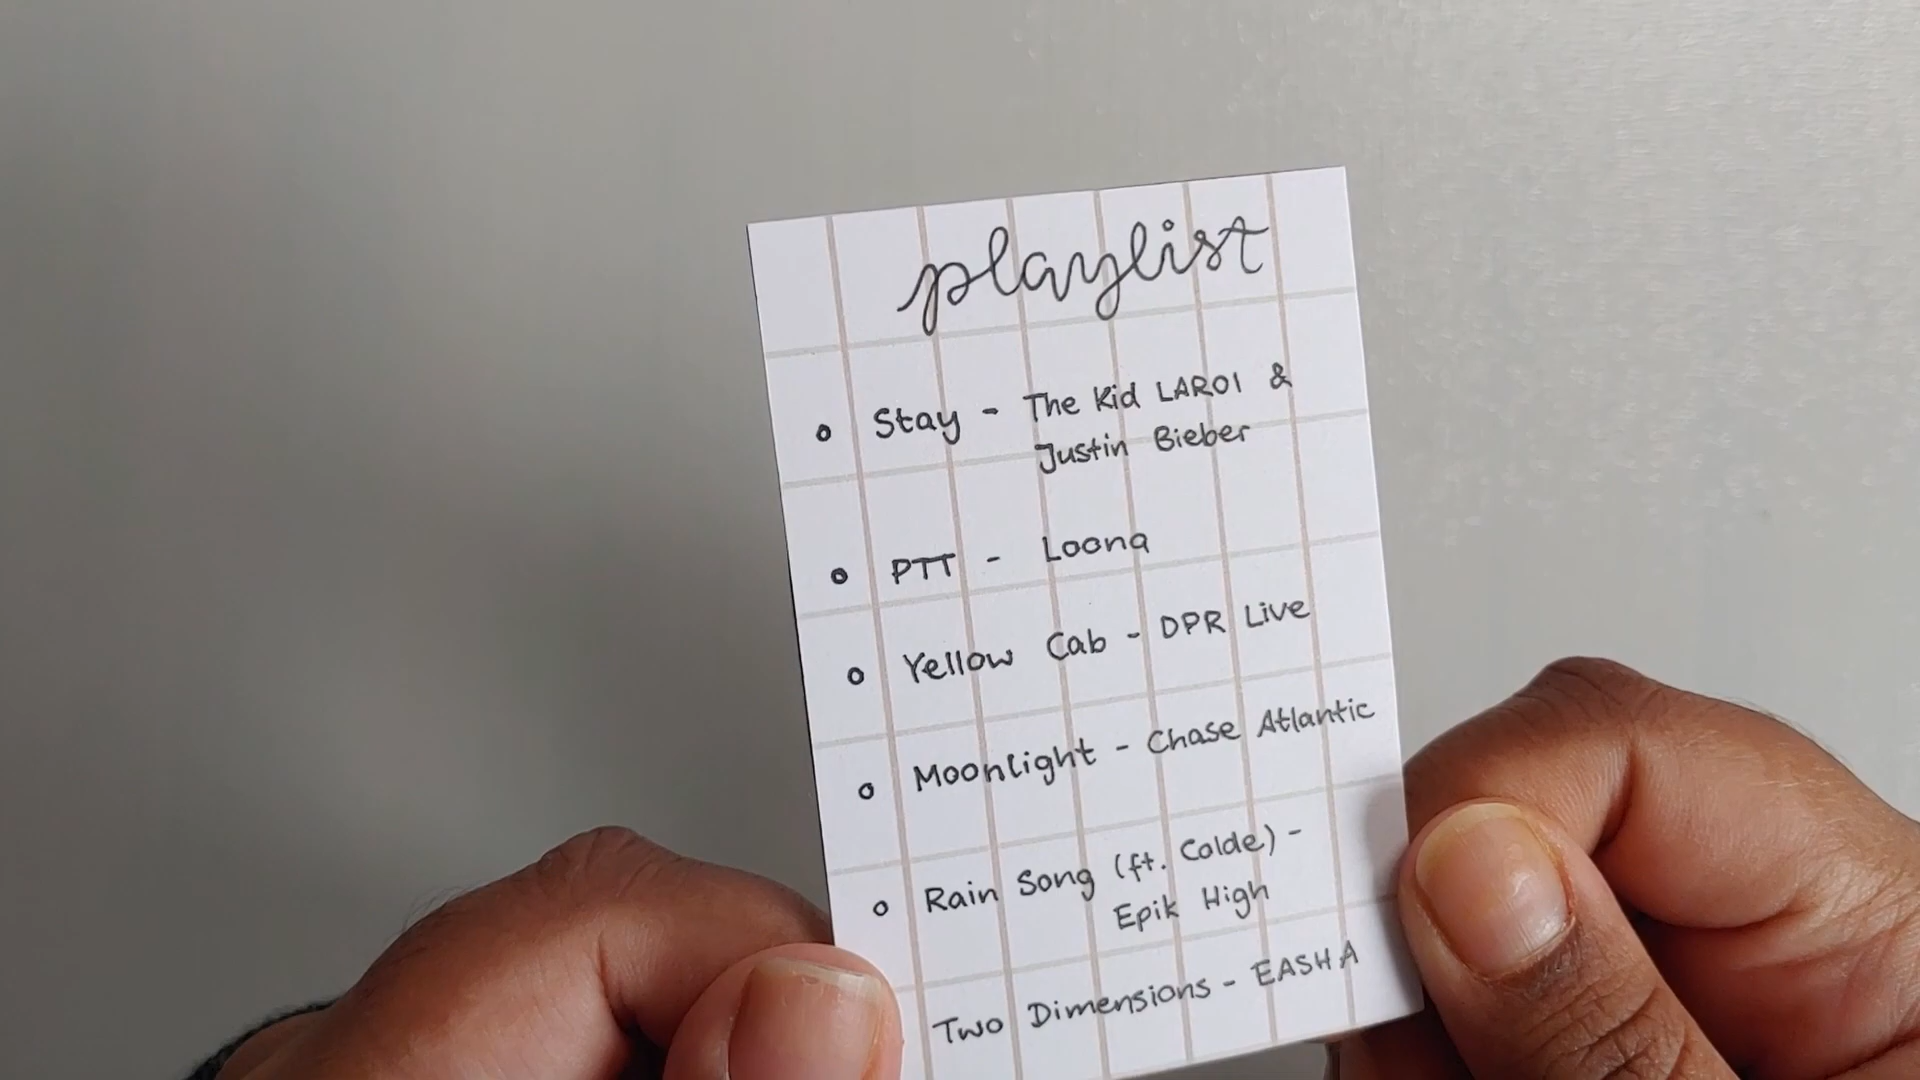 playlist
Stay - The Kid LAROI &
Justin Bieber
PTT - Loona
Yellow Cab - DPR Live
Moonlight - Chase Atlantic
Rain Song (ft. Colde) -
Epik High
Two Dimensions - EASHA